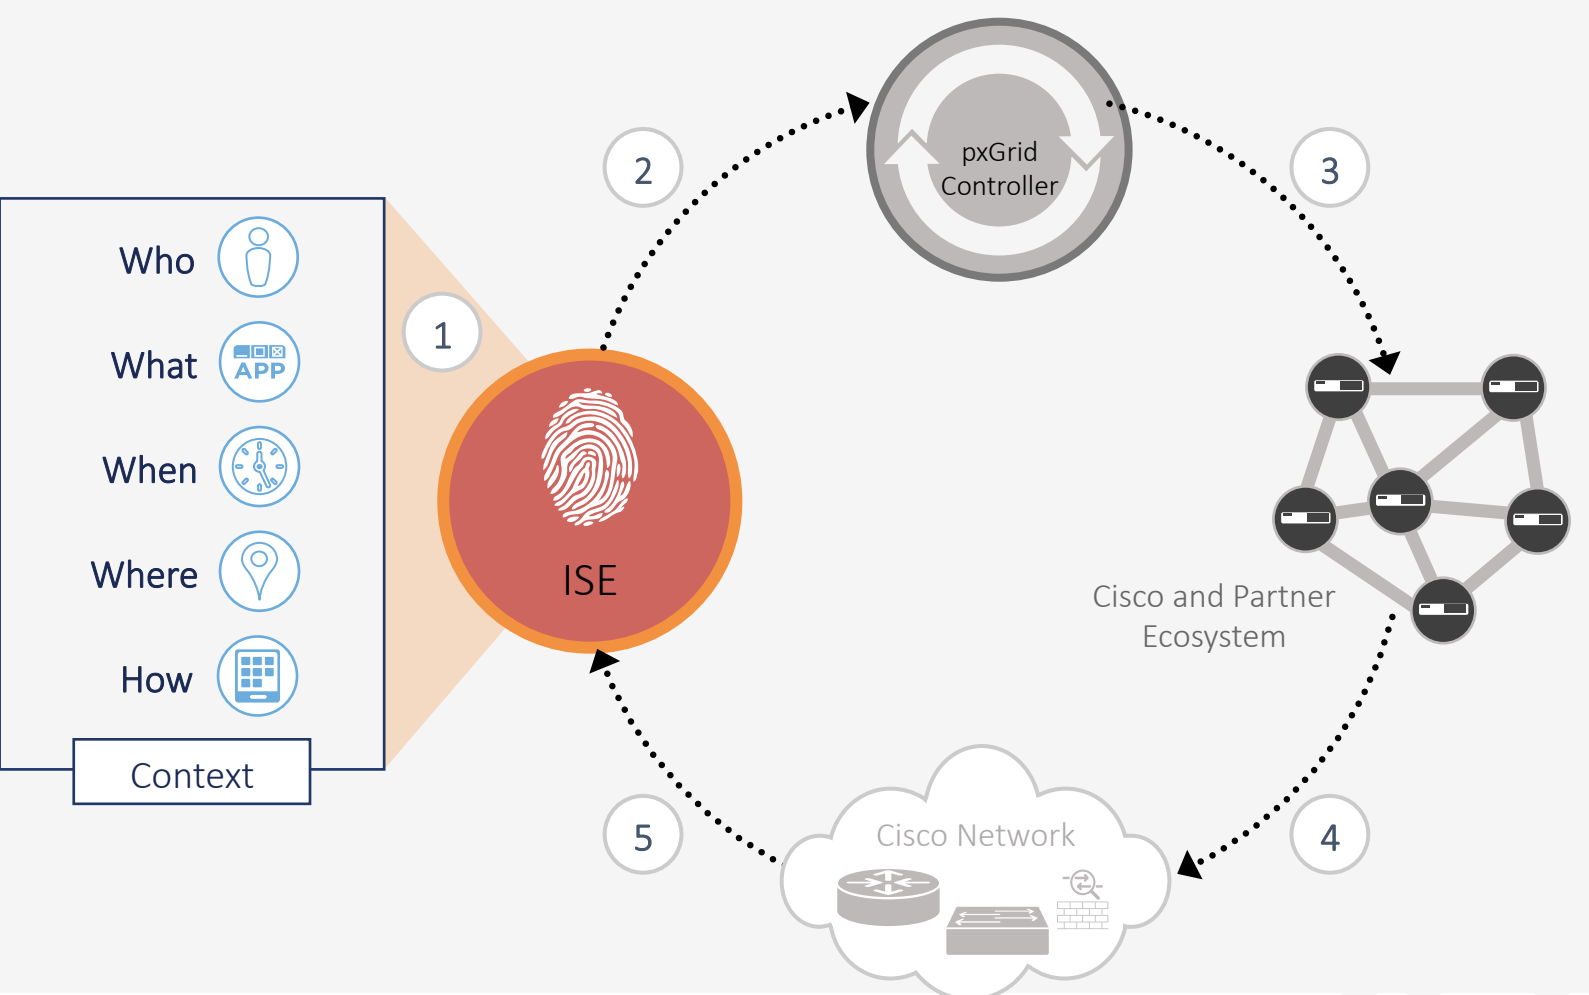 Who
What
APP
When
Where
How
Context
1
ISE
2
pxGrid
Controller
3
Cisco and Partner
Ecosystem
4
Cisco Network
5